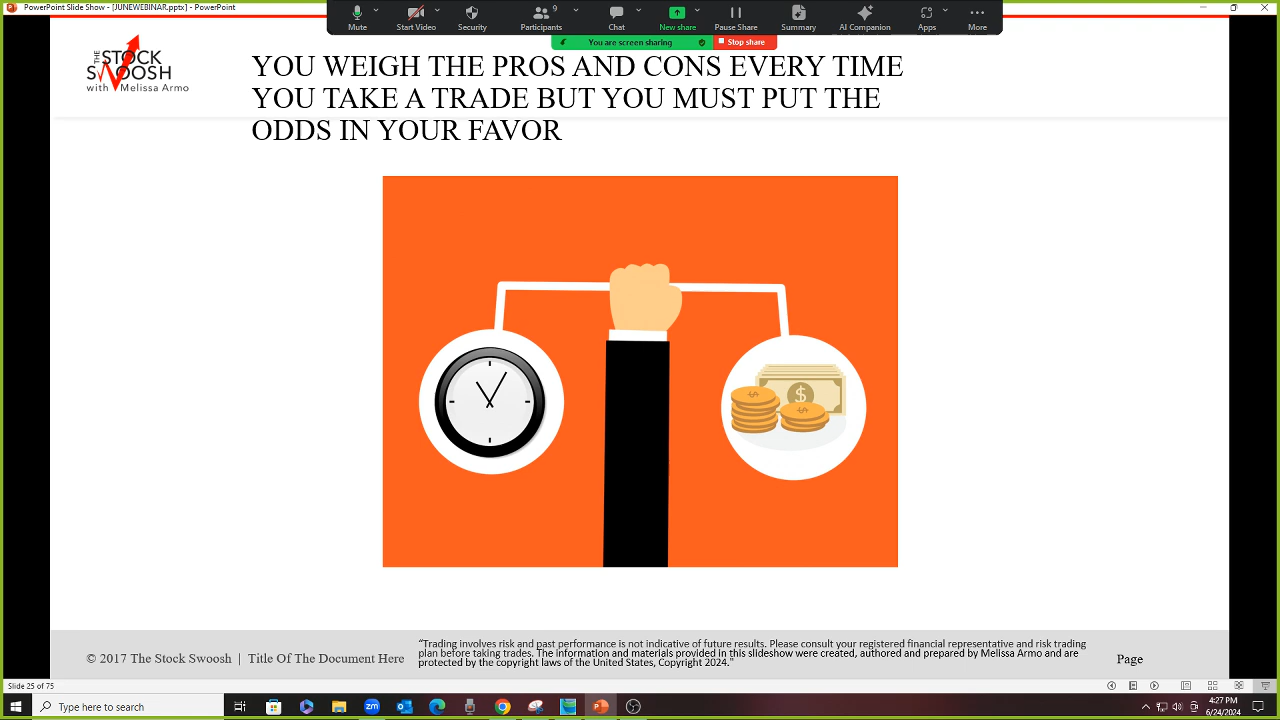 PowerPoint Slide Show - [JUNEWEBINAR.pptx] - PowerPoint
Mute
Start Video
Security
9
Participants
Chat
New share
Pause Share
Summary
AI Companion
Apps
More
You are screen sharing
Stop share
THE
STOCK
SWOOSH
with Melissa Armo
YOU WEIGH THE PROS AND CONS EVERY TIME
YOU TAKE A TRADE BUT YOU MUST PUT THE
ODDS IN YOUR FAVOR
$
$
$
© 2017 The Stock Swoosh | Title Of The Document Here
"Trading involves risk and past performance is not indicative of future results. Please consult your registered financial representative and risk trading
plan before taking trades. The information and materials provided in this slideshow were created, authored and prepared by Melissa Armo and are
protected by the copyright laws of the United States, Copyright 2024."
Page
Slide 25 of 75
Type here to search
zm
4:27 PM
6/24/2024